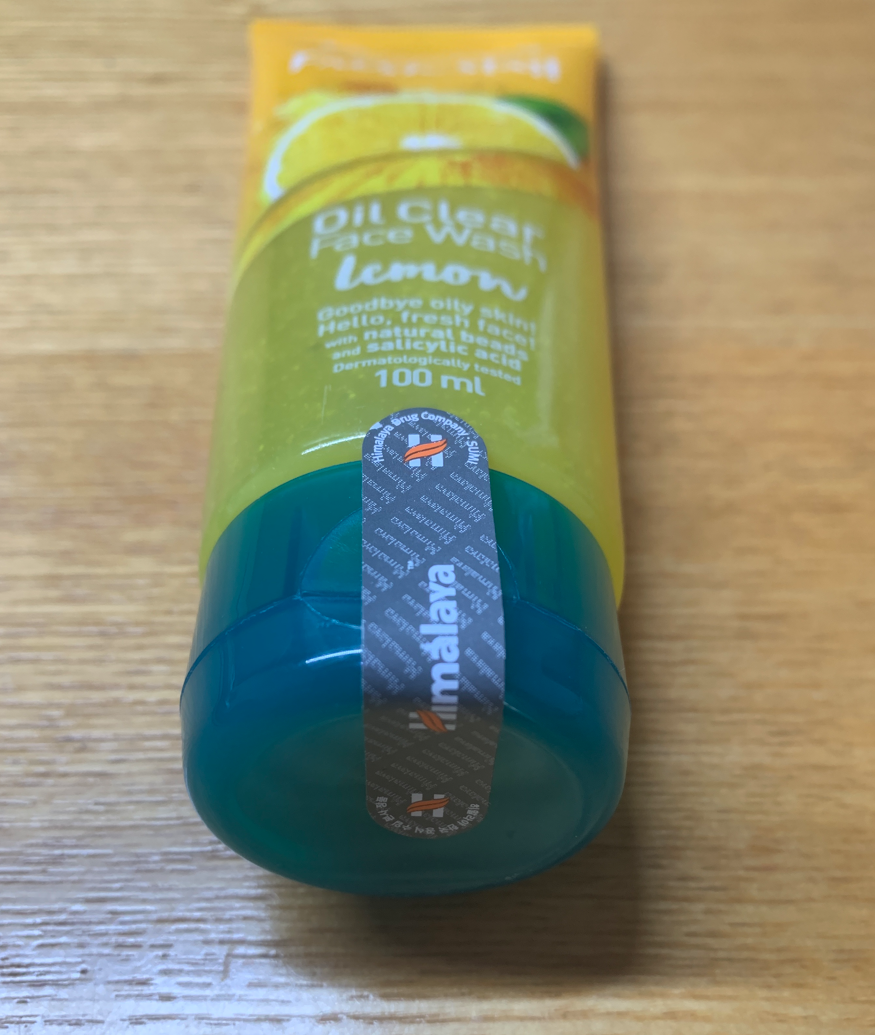 Oil Clear
Face Wash
lemon
Goodbye oily skin!
Hello, fresh face!
with natural beads
and salicylic acid
Dermatologically tested
100 ml
Himalaya Drug Company · SUMI
Himalaya